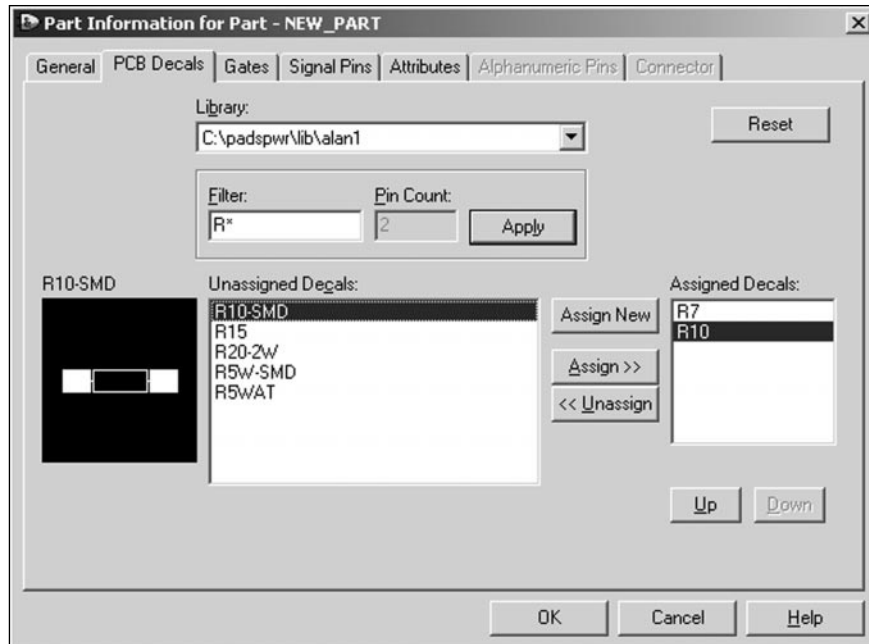 Part Information for Part - NEW_PART
General PCB Decals Gates Signal Pins Attributes Alphanumeric Pins Connector
Library:
C:\padspwr\lib\alan1
Reset
Filter: Pin Count:
R* 2 Apply
R10-SMD Unassigned Decals: Assigned Decals:
R10-SMD Assign New R7
R15 R10
R20-2W Assign >>
R5W-SMD
R5WAT << Unassign
Up Down
OK Cancel Help